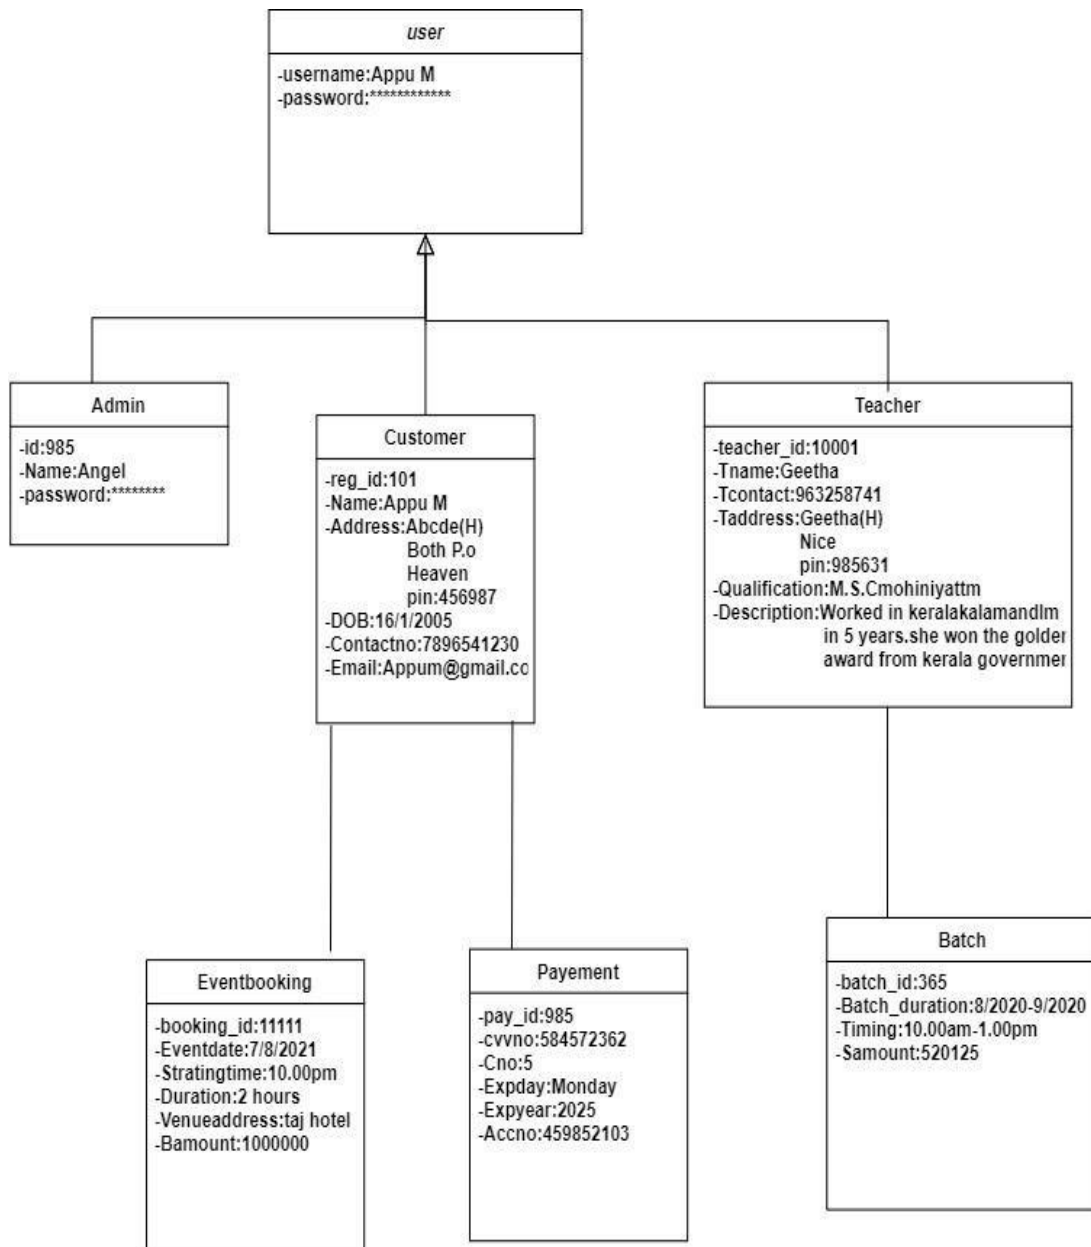 user
-username:Appu M
-password:************
Admin
-id:985
-Name:Angel
-password:********
Customer
-reg_id:101
-Name:Appu M
-Address:Abcde(H)
Both P.o
Heaven
pin:456987
-DOB:16/1/2005
-Contactno:7896541230
-Email:Appum@gmail.co
Teacher
-teacher_id:10001
-Tname:Geetha
-Tcontact:963258741
-Taddress:Geetha(H)
Nice
pin:985631
-Qualification:M.S.Cmohiniyattm
-Description:Worked in keralakalamandlm
in 5 years.she won the golder
award from kerala governmer
Eventbooking
-booking_id:11111
-Eventdate:7/8/2021
-Stratingtime:10.00pm
-Duration:2 hours
-Venueaddress:taj hotel
-Bamount:1000000
Payement
-pay_id:985
-cvvno:584572362
-Cno:5
-Expday:Monday
-Expyear:2025
-Accno:459852103
Batch
-batch_id:365
-Batch_duration:8/2020-9/2020
-Timing:10.00am-1.00pm
-Samount:520125